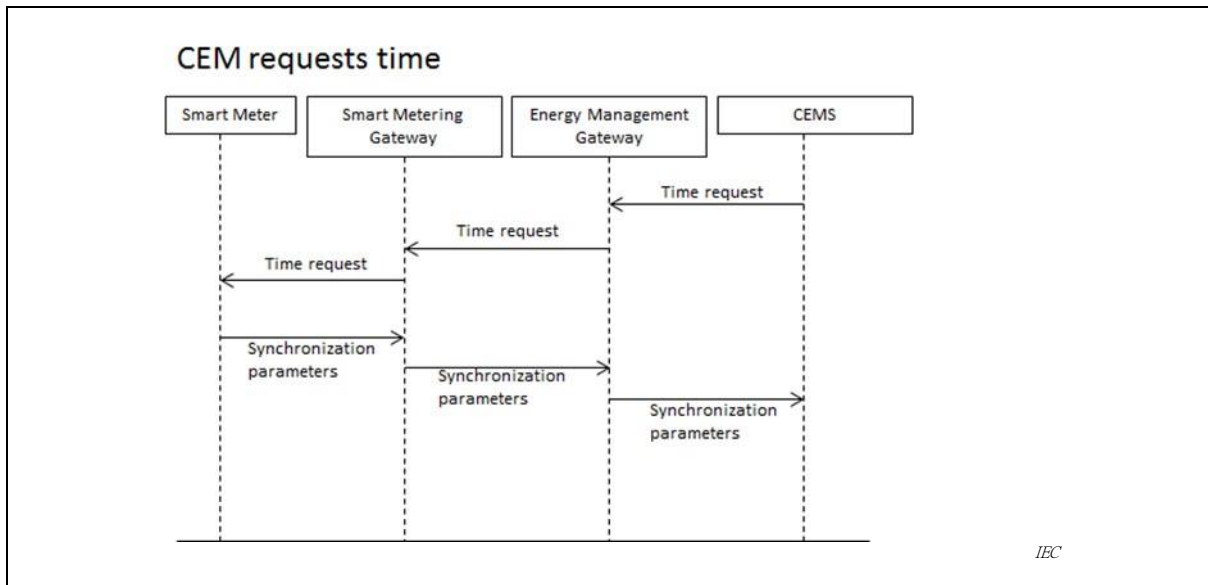 CEM requests time
Smart Meter
Smart Metering
Gateway
Energy Management
Gateway
CEMS
Time request
Time request
Time request
Synchronization
parameters
Synchronization
parameters
Synchronization
parameters
IEC